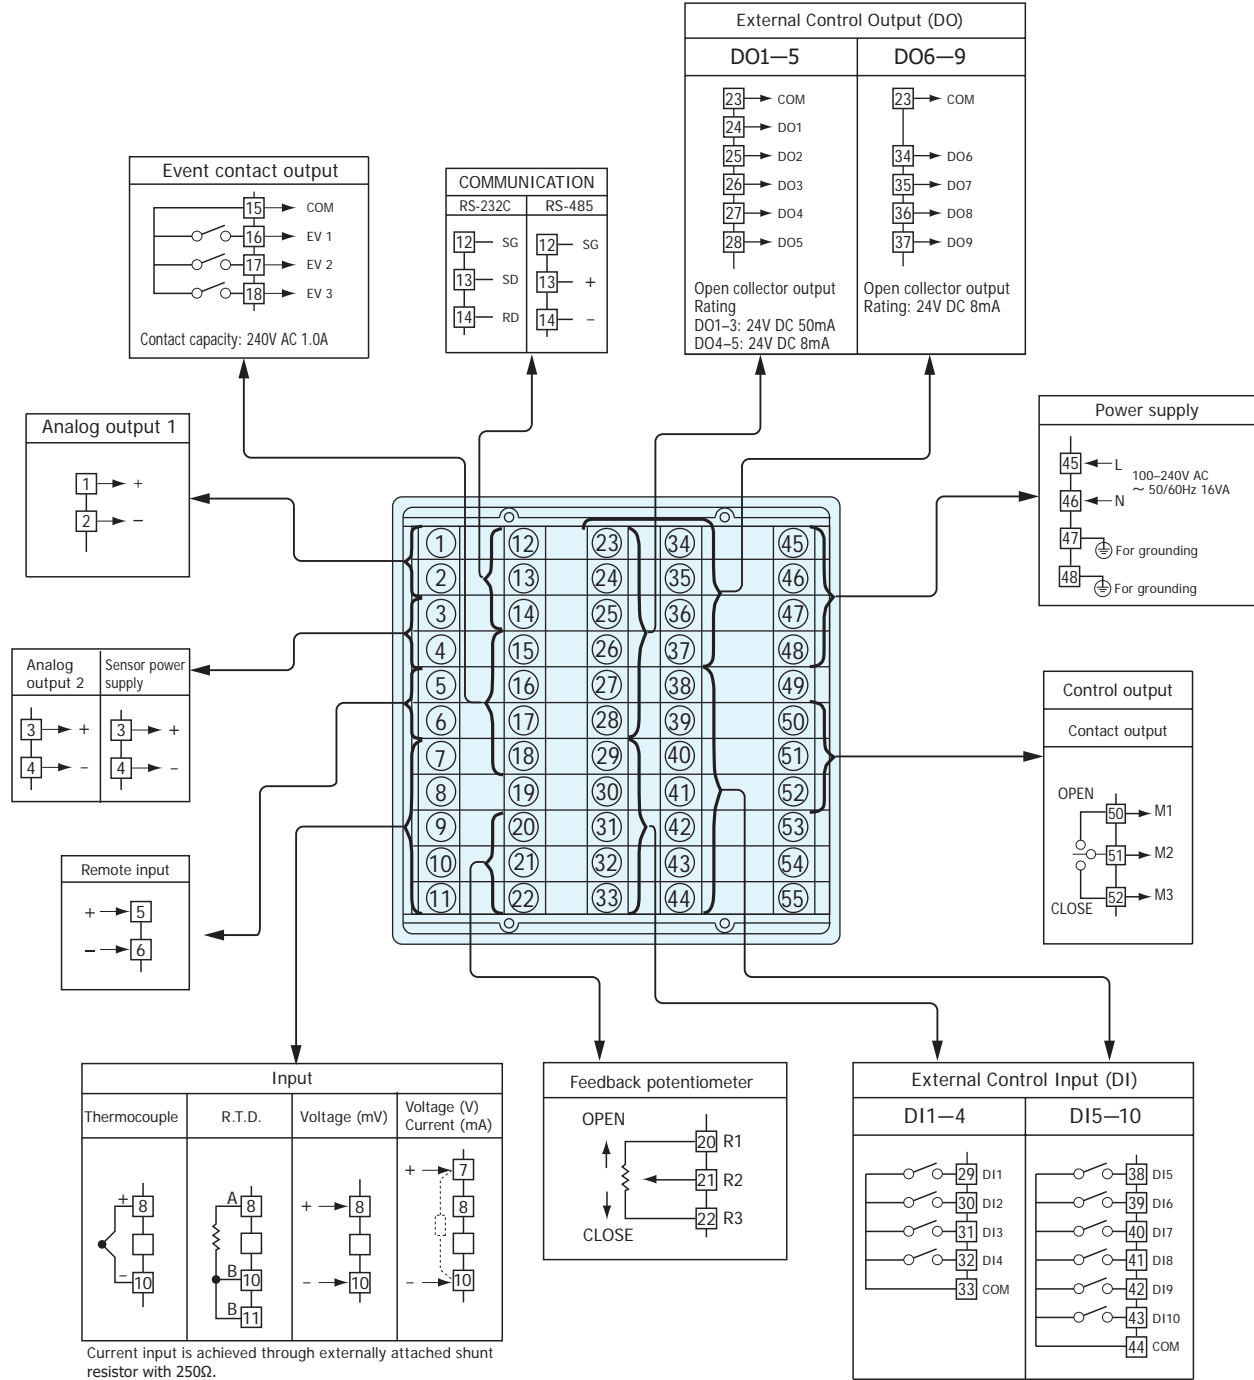 External Control Output (DO)
DO1—5
DO6—9
23 COM
24 DO1
25 DO2
26 DO3
27 DO4
28 DO5
Open collector output
Rating
DO1–3: 24V DC 50mA
DO4–5: 24V DC 8mA
23 COM
34 DO6
35 DO7
36 DO8
37 DO9
Open collector output
Rating: 24V DC 8mA
Event contact output
15 COM
16 EV 1
17 EV 2
18 EV 3
Contact capacity: 240V AC 1.0A
COMMUNICATION
RS-232C
RS-485
12 SG
13 SD
14 RD
12 SG
13 +
14 −
Analog output 1
1 +
2 −
Power supply
45 L
46 N
100–240V AC
～ 50/60Hz 16VA
47 For grounding
48 For grounding
Analog
output 2
3 +
4 −
Sensor power
supply
3 +
4 −
1 12 23 34 45
2 13 24 35 46
3 14 25 36 47
4 15 26 37 48
5 16 27 38 49
6 17 28 39 50
7 18 29 40 51
8 19 30 41 52
9 20 31 42 53
10 21 32 43 54
11 22 33 44 55
Control output
Contact output
OPEN
50 M1
51 M2
52 M3
CLOSE
Remote input
+ 5
− 6
Input
Thermocouple
R.T.D.
Voltage (mV)
Voltage (V)
Current (mA)
+ 8
− 10
A 8
B 10
B 11
+ 8
− 10
+ 7
8
− 10
Current input is achieved through externally attached shunt
resistor with 250Ω.
Feedback potentiometer
OPEN
20 R1
21 R2
22 R3
CLOSE
External Control Input (DI)
DI1—4
DI5—10
29 DI1
30 DI2
31 DI3
32 DI4
33 COM
38 DI5
39 DI6
40 DI7
41 DI8
42 DI9
43 DI10
44 COM